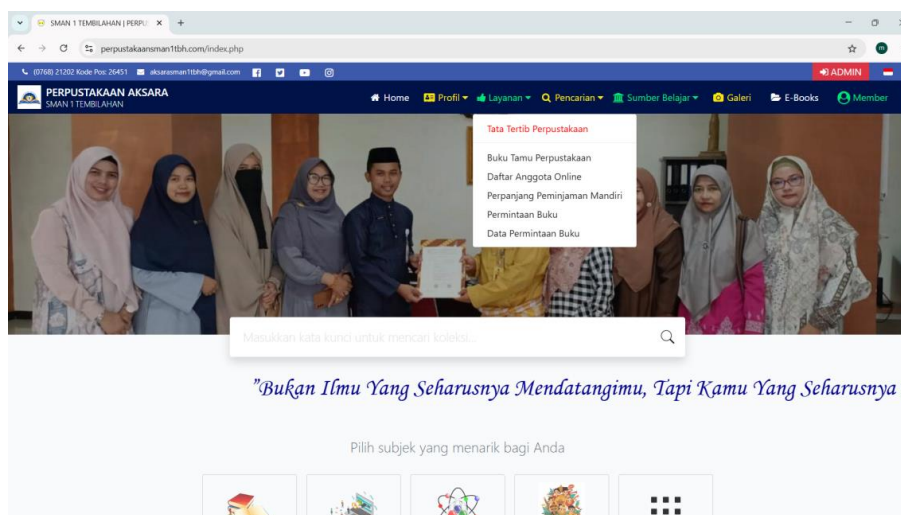 SMAN 1 TEMBILAHAN | PERPU
perpustakaansman1tbh.com/index.php
(0768) 21202 Kode Pos: 26451 aksarasman1tbh@gmail.com
ADMIN
PERPUSTAKAAN AKSARA
SMAN 1 TEMBILAHAN
Home Profil Layanan Pencarian Sumber Belajar Galeri E-Books Member
Tata Tertib Perpustakaan
Buku Tamu Perpustakaan
Daftar Anggota Online
Perpanjang Peminjaman Mandiri
Permintaan Buku
Data Permintaan Buku
Masukkan kata kunci untuk mencari koleksi...
"Bukan Ilmu Yang Seharusnya Mendatangimu, Tapi Kamu Yang Seharusnya
Pilih subjek yang menarik bagi Anda